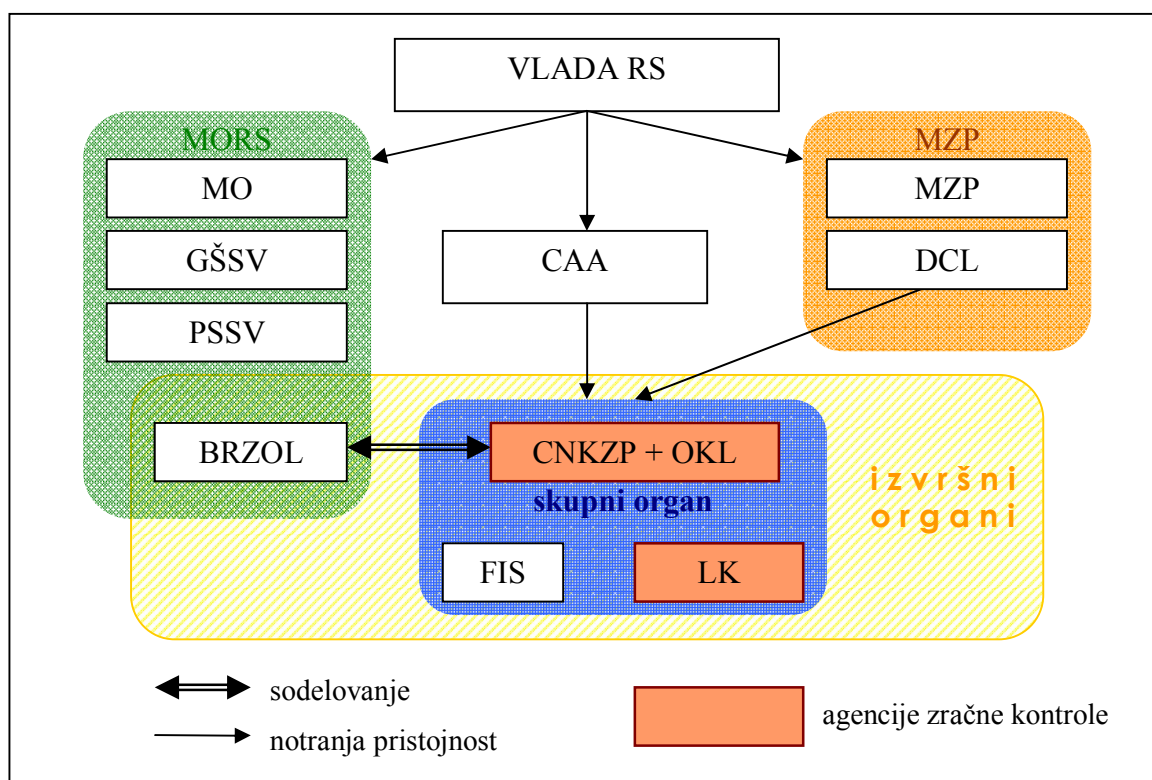 VLADA RS
MORS
MO
GŠSV
PSSV
CAA
MZP
MZP
DCL
BRZOL
CNKZP + OKL
skupni organ
FIS
LK
izvršni
organi
sodelovanje
notranja pristojnost
agencije zračne kontrole